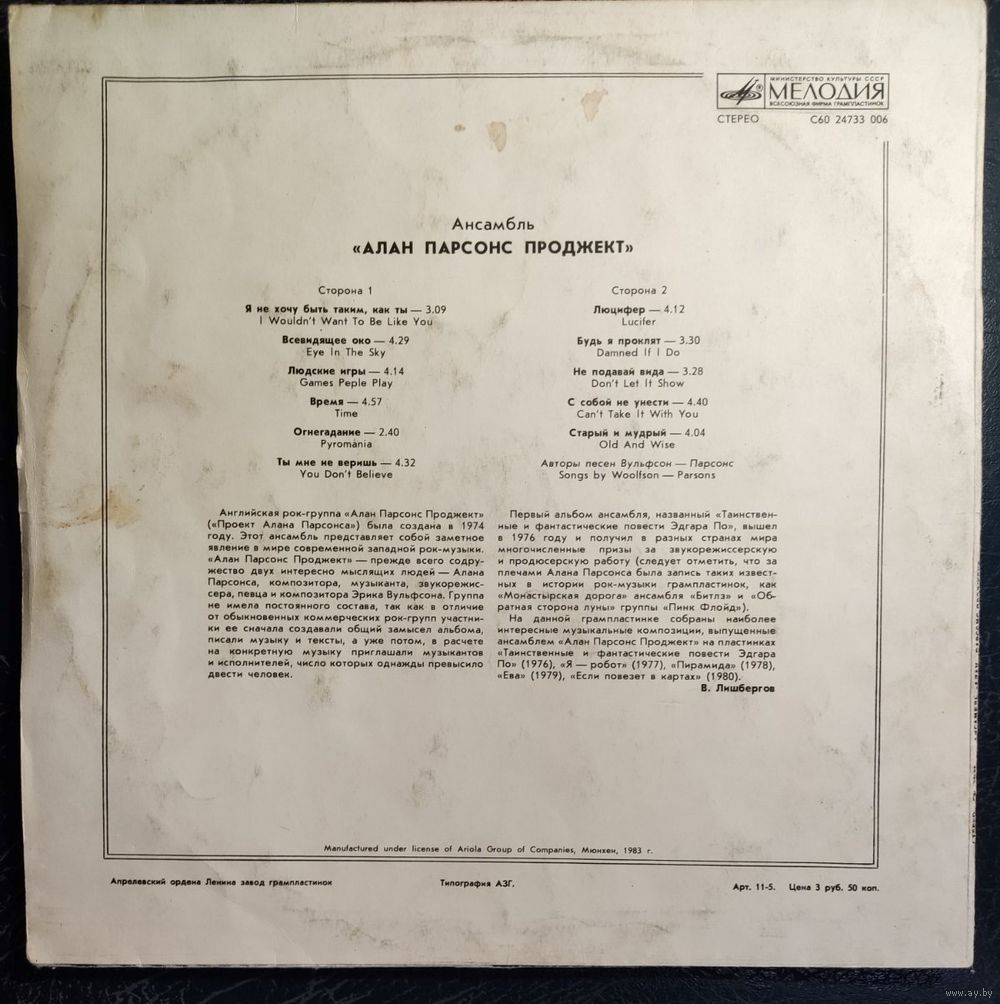 МИНИСТЕРСТВО КУЛЬТУРЫ СССР
МЕЛОДИЯ
ВСЕСОЮЗНАЯ ФИРМА ГРАМПЛАСТИНОК
СТЕРЕО С60 24733 006
Ансамбль
«АЛАН ПАРСОНС ПРОДЖЕКТ»
Сторона 1
Я не хочу быть таким, как ты — 3.09
I Wouldn't Want To Be Like You
Всевидящее око — 4.29
Eye In The Sky
Людские игры — 4.14
Games Peple Play
Время — 4.57
Time
Огнегадание — 2.40
Pyromania
Ты мне не веришь — 4.32
You Don't Believe
Сторона 2
Люцифер — 4.12
Lucifer
Будь я проклят — 3.30
Damned If I Do
Не подавай вида — 3.28
Don't Let It Show
С собой не унести — 4.40
Can't Take It With You
Старый и мудрый — 4.04
Old And Wise
Авторы песен Вульфсон — Парсонс
Songs by Woolfson — Parsons
Английская рок-группа «Алан Парсонс Проджект»
(«Проект Алана Парсонса») была создана в 1974
году. Этот ансамбль представляет собой заметное
явление в мире современной западной рок-музыки.
«Алан Парсонс Проджект» — прежде всего содру-
жество двух интересно мыслящих людей — Алана
Парсонса, композитора, музыканта, звукорежис-
сера, певца и композитора Эрика Вульфсона. Группа
не имела постоянного состава, так как в отличие
от обыкновенных коммерческих рок-групп участни-
ки ее сначала создавали общий замысел альбома,
писали музыку и тексты, а уже потом, в расчете
на конкретную музыку приглашали музыкантов
и исполнителей, число которых однажды превысило
двести человек.
Первый альбом ансамбля, названный «Таинствен-
ные и фантастические повести Эдгара По», вышел
в 1976 году и получил в разных странах мира
многочисленные призы за звукорежиссерскую
и продюсерскую работу (следует отметить, что за
плечами Алана Парсонса была запись таких извест-
ных в истории рок-музыки грампластинок, как
«Монастырская дорога» ансамбля «Битлз» и «Об-
ратная сторона луны» группы «Пинк Флойд»).
На данной грампластинке собраны наиболее
интересные музыкальные композиции, выпущенные
ансамблем «Алан Парсонс Проджект» на пластинках
«Таинственные и фантастические повести Эдгара
По» (1976), «Я — робот» (1977), «Пирамида» (1978),
«Ева» (1979), «Если повезет в картах» (1980).
В. Лишбергов
Manufactured under license of Ariola Group of Companies, Мюнхен, 1983 г.
Апрелевский ордена Ленина завод грампластинок Типография АЗГ. Арт. 11-5. Цена 3 руб. 50 коп.
www.ay.by